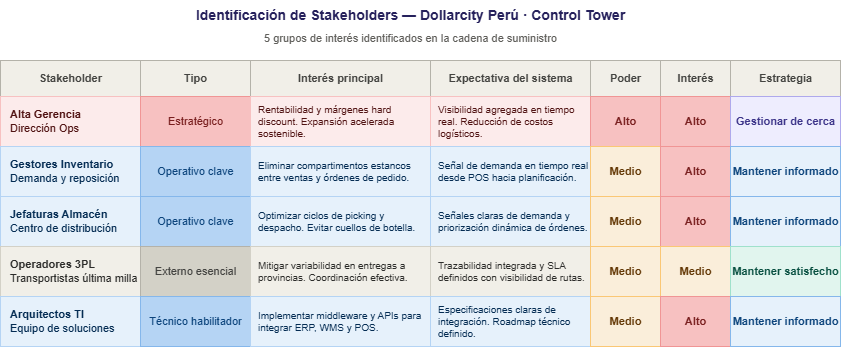 Identificación de Stakeholders — Dollarcity Perú · Control Tower
5 grupos de interés identificados en la cadena de suministro
Stakeholder
Tipo
Interés principal
Expectativa del sistema
Poder
Interés
Estrategia
Alta Gerencia
Dirección Ops
Estratégico
Rentabilidad y márgenes hard
discount. Expansión acelerada
sostenible.
Visibilidad agregada en tiempo
real. Reducción de costos
logísticos.
Alto
Alto
Gestionar de cerca
Gestores Inventario
Demanda y reposición
Operativo clave
Eliminar compartimentos estancos
entre ventas y órdenes de pedido.
Señal de demanda en tiempo real
desde POS hacia planificación.
Medio
Alto
Mantener informado
Jefaturas Almacén
Centro de distribución
Operativo clave
Optimizar ciclos de picking y
despacho. Evitar cuellos de botella.
Señales claras de demanda y
priorización dinámica de órdenes.
Medio
Alto
Mantener informado
Operadores 3PL
Transportistas última milla
Externo esencial
Mitigar variabilidad en entregas a
provincias. Coordinación efectiva.
Trazabilidad integrada y SLA
definidos con visibilidad de rutas.
Medio
Medio
Mantener satisfecho
Arquitectos TI
Equipo de soluciones
Técnico habilitador
Implementar middleware y APIs para
integrar ERP, WMS y POS.
Especificaciones claras de
integración. Roadmap técnico
definido.
Medio
Alto
Mantener informado